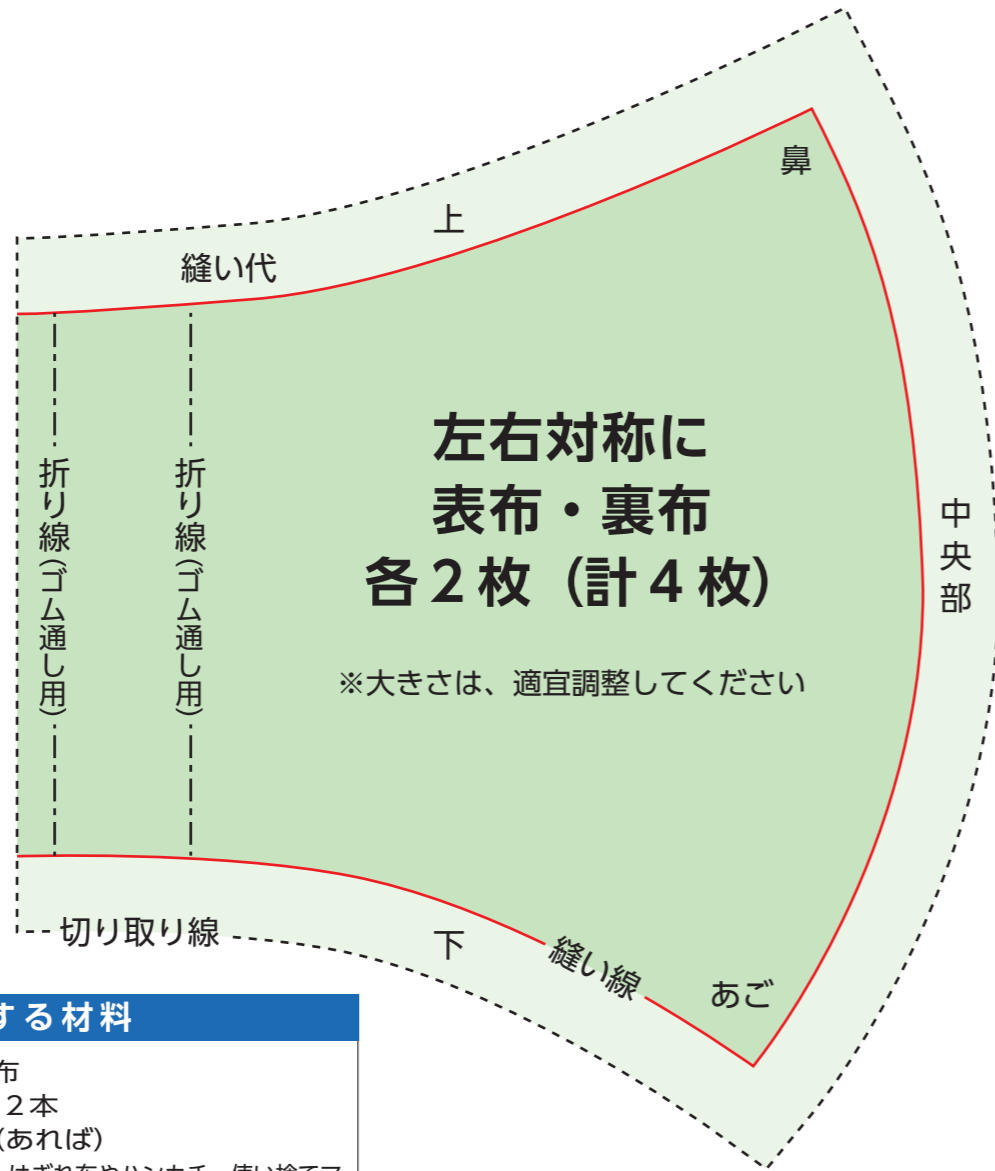 鼻
上
縫い代
左右対称に
表布・裏布
各2枚（計4枚）
※大きさは、適宜調整してください
折り線（ゴム通し用）
折り線（ゴム通し用）
中央部
切り取り線
下
縫い線
あご
する材料
布
2本
（あれば）